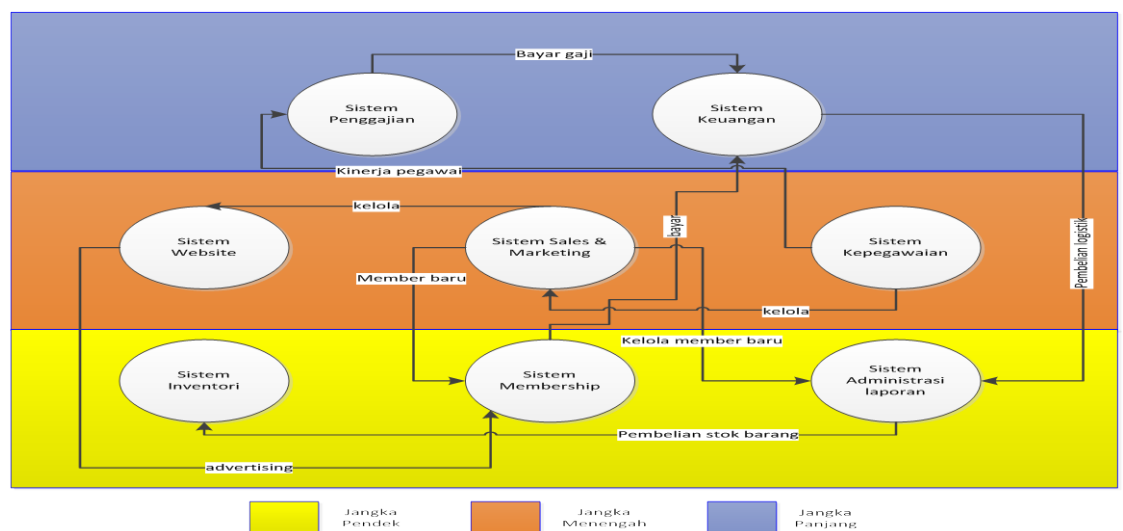 Bayar gaji
Sistem
Penggajian
Sistem
Keuangan
Kinerja pegawai
kelola
bayar
Pembelian logistik
Sistem
Website
Sistem Sales &
Marketing
Sistem
Kepegawaian
Member baru
kelola
Kelola member baru
Sistem
Inventori
Sistem
Membership
Sistem
Administrasi
laporan
Pembelian stok barang
advertising
Jangka
Pendek
Jangka
Menengah
Jangka
Panjang